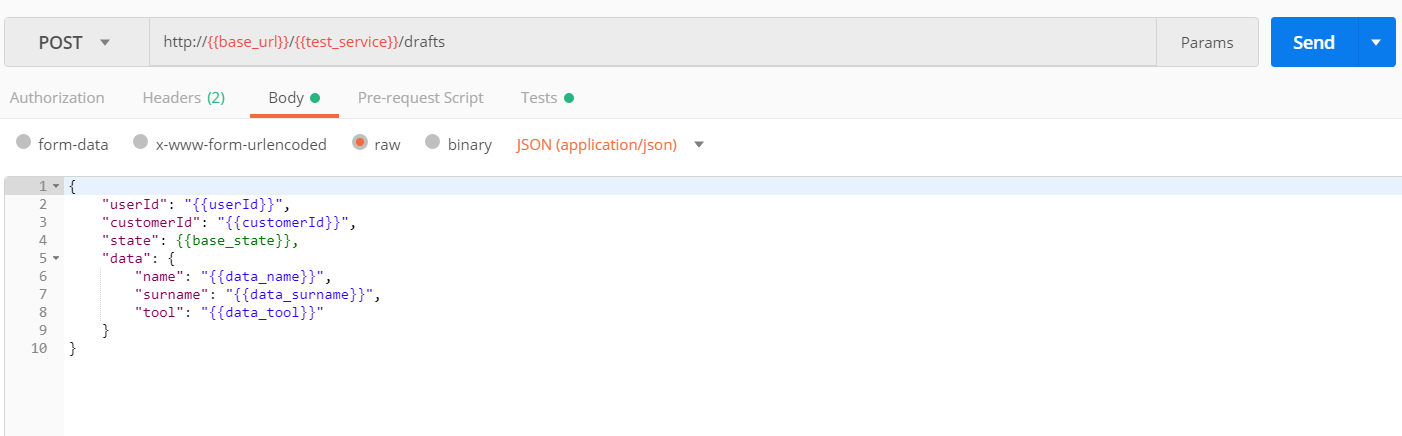 POST http://{{base_url}}/{{test_service}}/drafts Params Send
Authorization Headers (2) Body Pre-request Script Tests
form-data x-www-form-urlencoded raw binary JSON (application/json)
1 {
2 "userId": "{{userId}}",
3 "customerId": "{{customerId}}",
4 "state": {{base_state}},
5 "data": {
6 "name": "{{data_name}}",
7 "surname": "{{data_surname}}",
8 "tool": "{{data_tool}}"
9 }
10 }